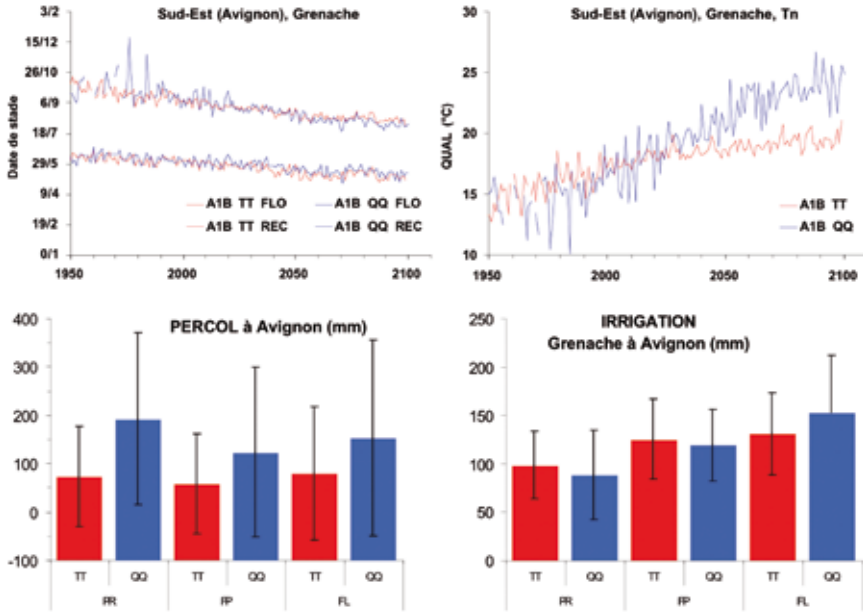 Sud-Est (Avignon), Grenache
Date de stade
3/2
15/12
26/10
6/9
18/7
29/5
9/4
19/2
0/1
A1B TT FLO
A1B QQ FLO
A1B TT REC
A1B QQ REC
1950
2000
2050
2100
Sud-Est (Avignon), Grenache, Tn
QUAL (°C)
30
25
20
15
10
A1B TT
A1B QQ
1950
2000
2050
2100
PERCOL à Avignon (mm)
400
300
200
100
0
-100
TT QQ TT QQ TT QQ
PR FP FL
IRRIGATION
Grenache à Avignon (mm)
250
200
150
100
50
0
TT QQ TT QQ TT QQ
PR FP FL